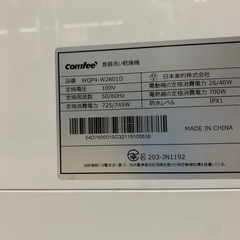 comfee' 食器洗い乾燥機
品番 WQP4-W2601D
定格電圧 100V
定格周波数 50/60Hz
定格消費電力 725/745W
日本美的株式会社
電動機の定格消費電力 26/40W
電熱装置の定格消費電力 700W
防水レベル IPX1
MADE IN CHINA
54D7600010G32115100636
203-JN1192